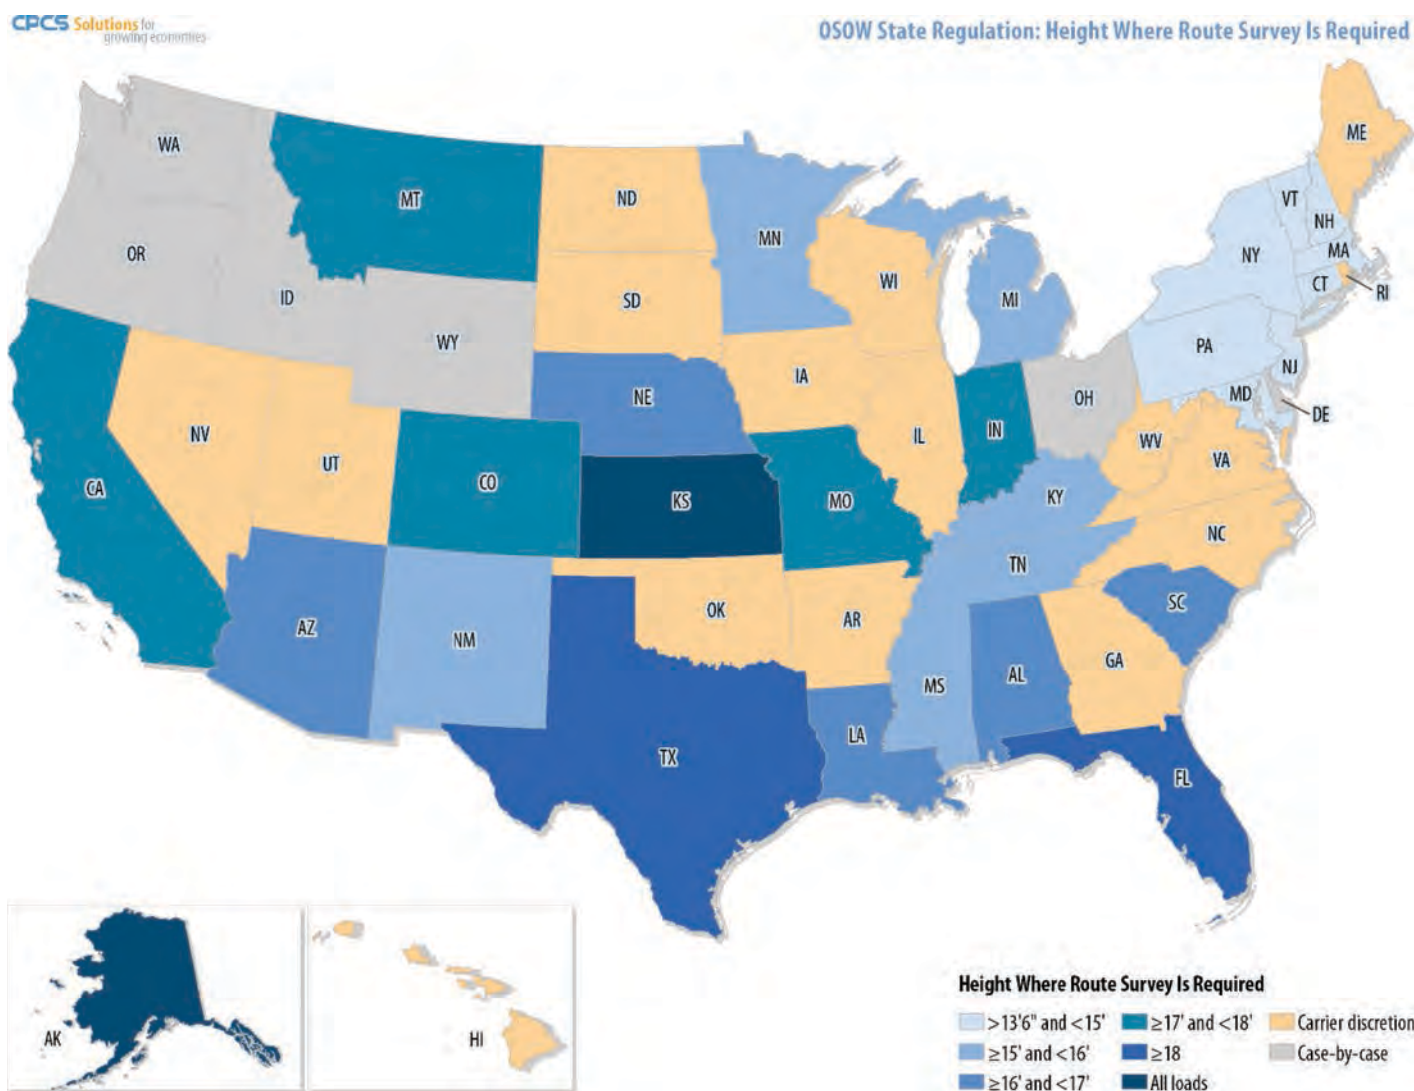 CPCS Solutions for
growing economies
OSOW State Regulation: Height Where Route Survey Is Required
WA
MT
ND
MN
ME
VT
NH
NY
MA
CT
RI
OR
ID
SD
WI
MI
WY
PA
NJ
NE
IA
OH
MD
DE
NV
UT
IL
IN
WV
VA
CA
CO
KS
MO
KY
NC
TN
AZ
NM
OK
AR
SC
GA
MS
AL
TX
LA
FL
AK
HI
Height Where Route Survey Is Required
>13'6" and <15'
≥15' and <16'
≥16' and <17'
≥17' and <18'
≥18
All loads
Carrier discretion
Case-by-case